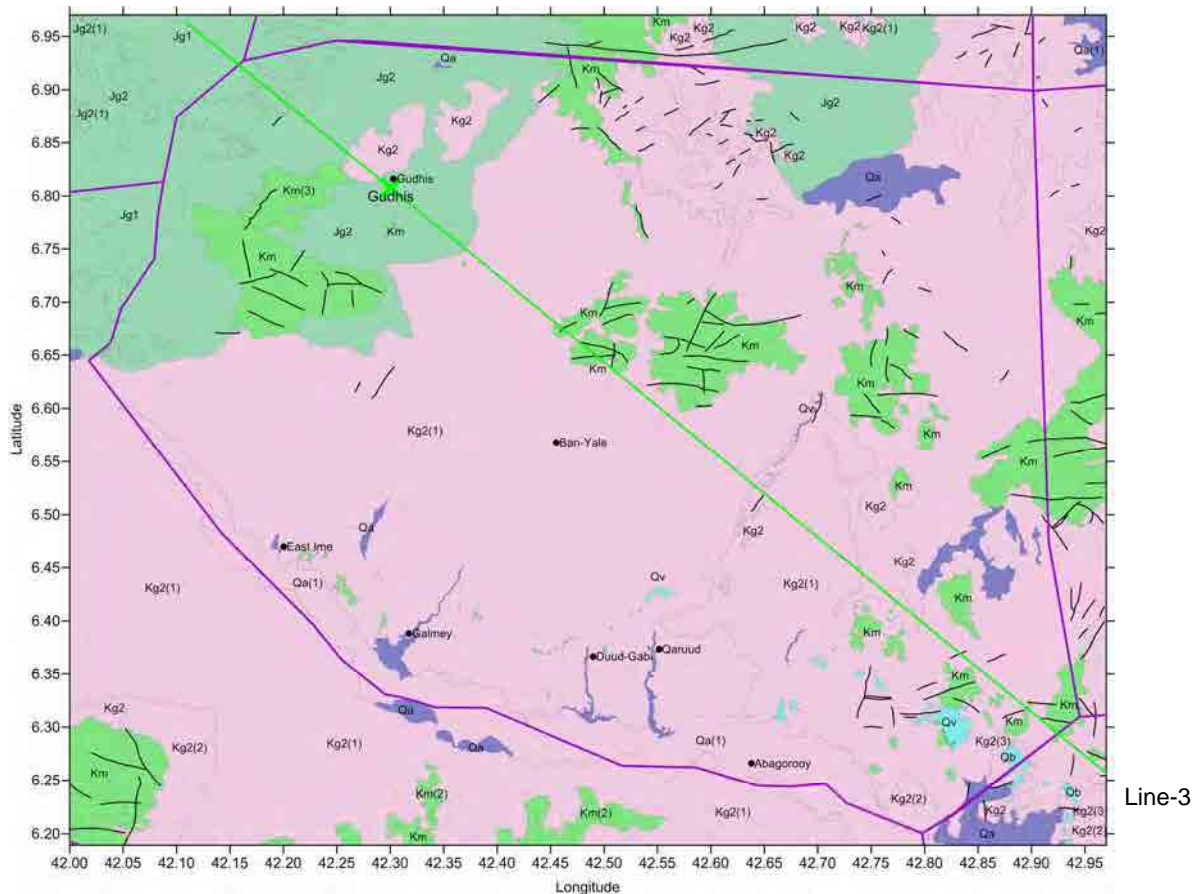 Jg2(1)
Jg1
Km
Kg2
Kg2
Kg2
Kg2(1)
Qa(1)
6.95
Qa
Km
Jg2
Jg2
6.90
Jg2
Jg2(1)
Kg2
Kg2
6.85
Kg2
Gudhis
Qa
Km(3)
Gudhis
6.80
Jg1
Jg2
Km
Kg2
6.75
Km
Km
6.70
Km
Km
Km
6.65
Km
Km
Qv
6.60
Kg2(1)
Ban-Yale
Km
Km
6.55
Km
Kg2
6.50
Qa
Kg2
East Ime
Kg2
6.45
Kg2(1)
Qa(1)
Qv
Kg2(1)
Km
6.40
Galmey
Km
Duud-Gab
Qaruud
6.35
Km
Kg2
Qa
Qv
Km
Km
6.30
Kg2(2)
Kg2(1)
Qa
Qa(1)
Kg2(3)
Qb
Abagorooy
6.25
Km
Km(2)
Km(2)
Kg2(1)
Kg2(2)
Kg2
Qb
Kg2(3
Line-3
6.20
Km
Qa
Kg2(2)
42.00 42.05 42.10 42.15 42.20 42.25 42.30 42.35 42.40 42.45 42.50 42.55 42.60 42.65 42.70 42.75 42.80 42.85 42.90 42.95
Longitude
Latitude